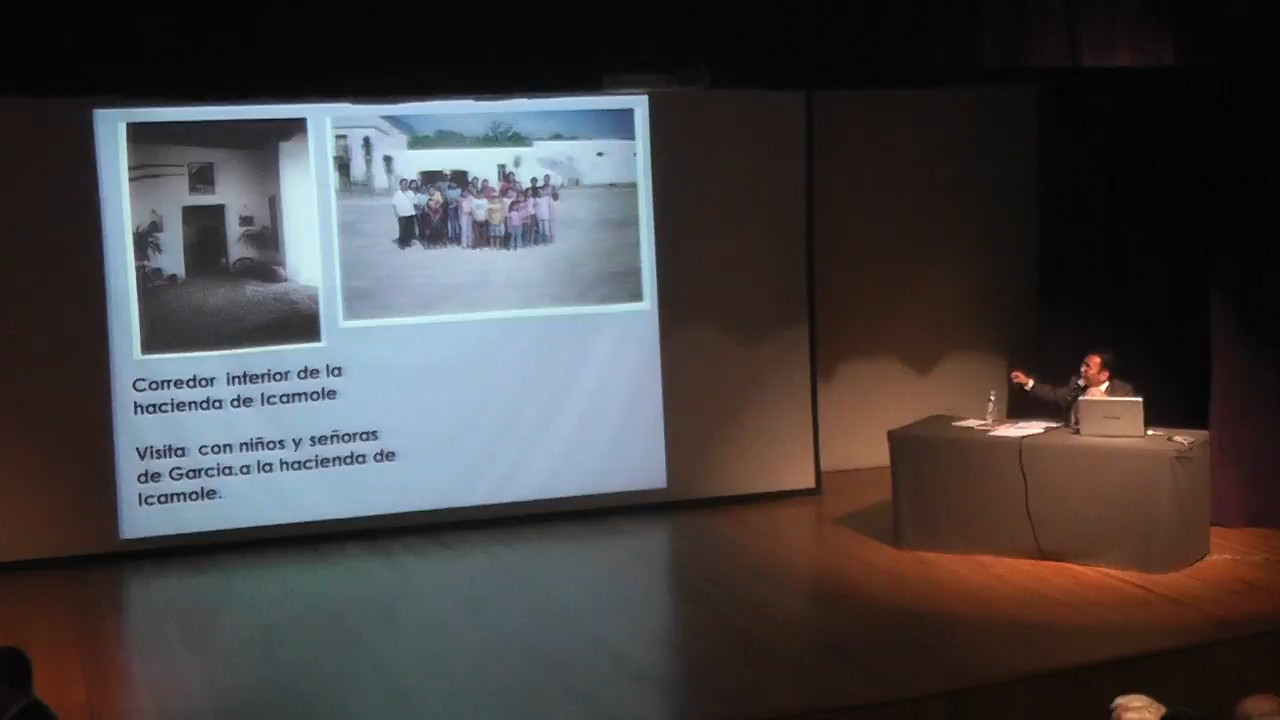 Corredor interior de la
hacienda de Icamole
Visita con niños y señoras
de Garcia.a la hacienda de
Icamole.